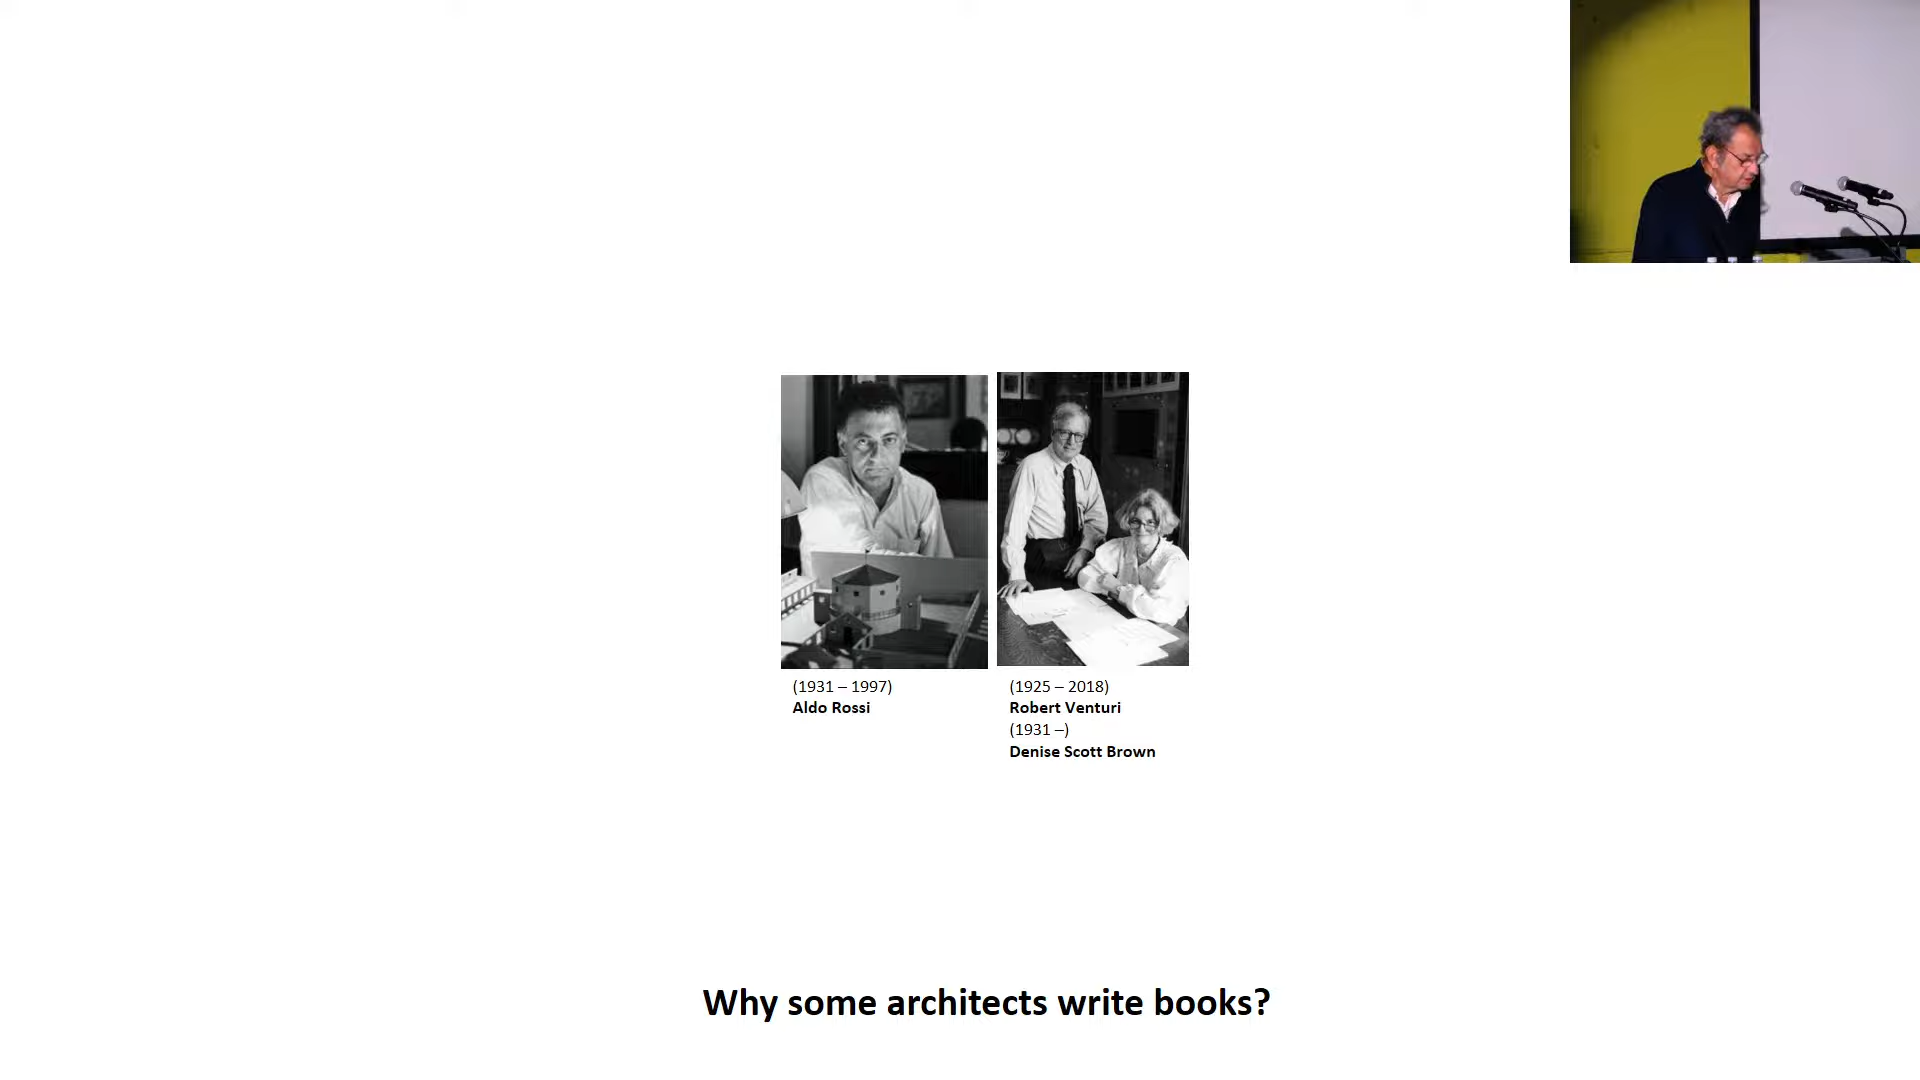 (1931 – 1997)
Aldo Rossi
(1925 – 2018)
Robert Venturi
(1931 –)
Denise Scott Brown
Why some architects write books?